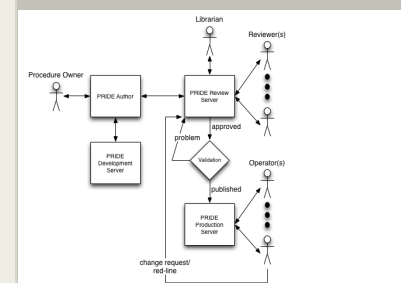 Librarian
Reviewer(s)
Procedure Owner
PRIDE Author
PRIDE Review
Server
problem
approved
PRIDE
Development
Server
Validation
Operator(s)
published
PRIDE
Production
Server
change request/
red-line